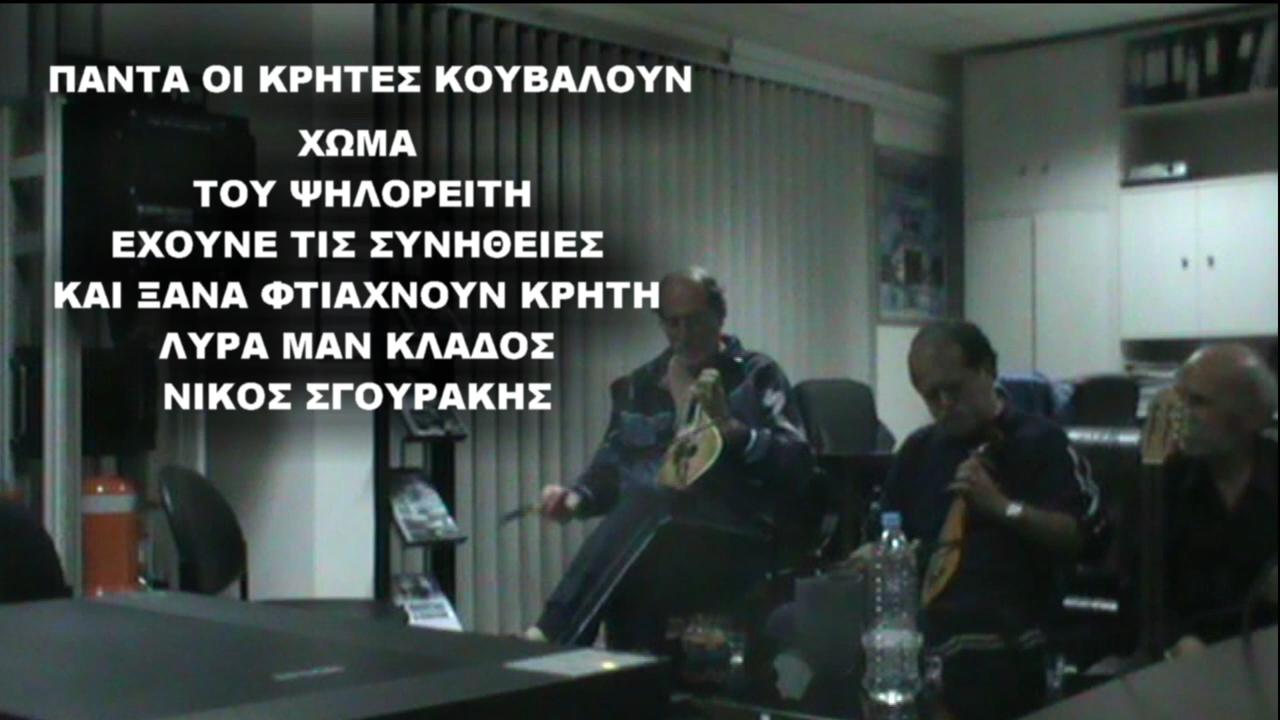 ΠΑΝΤΑ ΟΙ ΚΡΗΤΕΣ ΚΟΥΒΑΛΟΥΝ
ΧΩΜΑ
ΤΟΥ ΨΗΛΟΡΕΙΤΗ
ΕΧΟΥΝΕ ΤΙΣ ΣΥΝΗΘΕΙΕΣ
ΚΑΙ ΞΑΝΑ ΦΤΙΑΧΝΟΥΝ ΚΡΗΤΗ
ΛΥΡΑ ΜΑΝ ΚΛΑΔΟΣ
ΝΙΚΟΣ ΣΓΟΥΡΑΚΗΣ